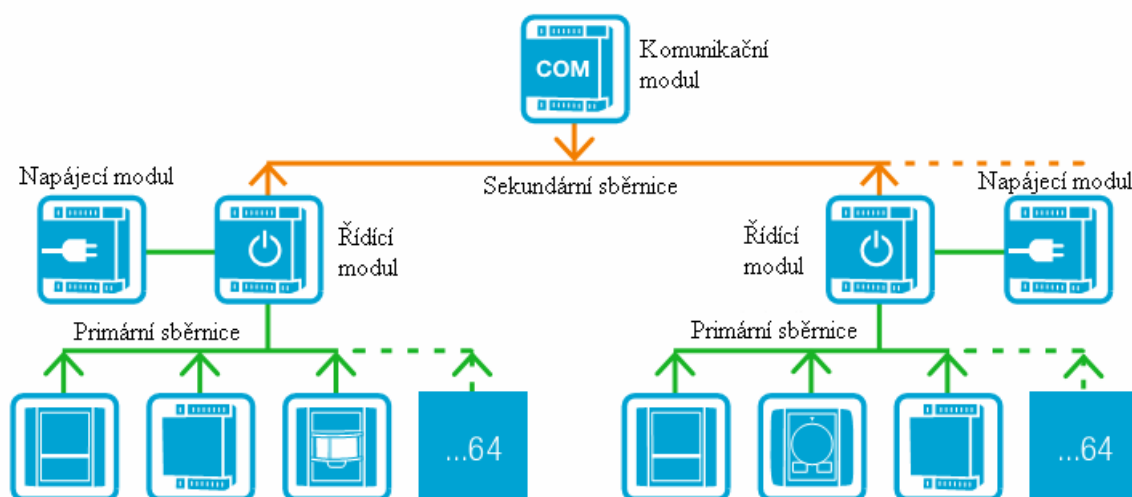 COM
Komunikační
modul
Napájecí modul
Sekundární sběrnice
Napájecí modul
Řídící
modul
Řídící
modul
Primární sběrnice
Primární sběrnice
...64
...64